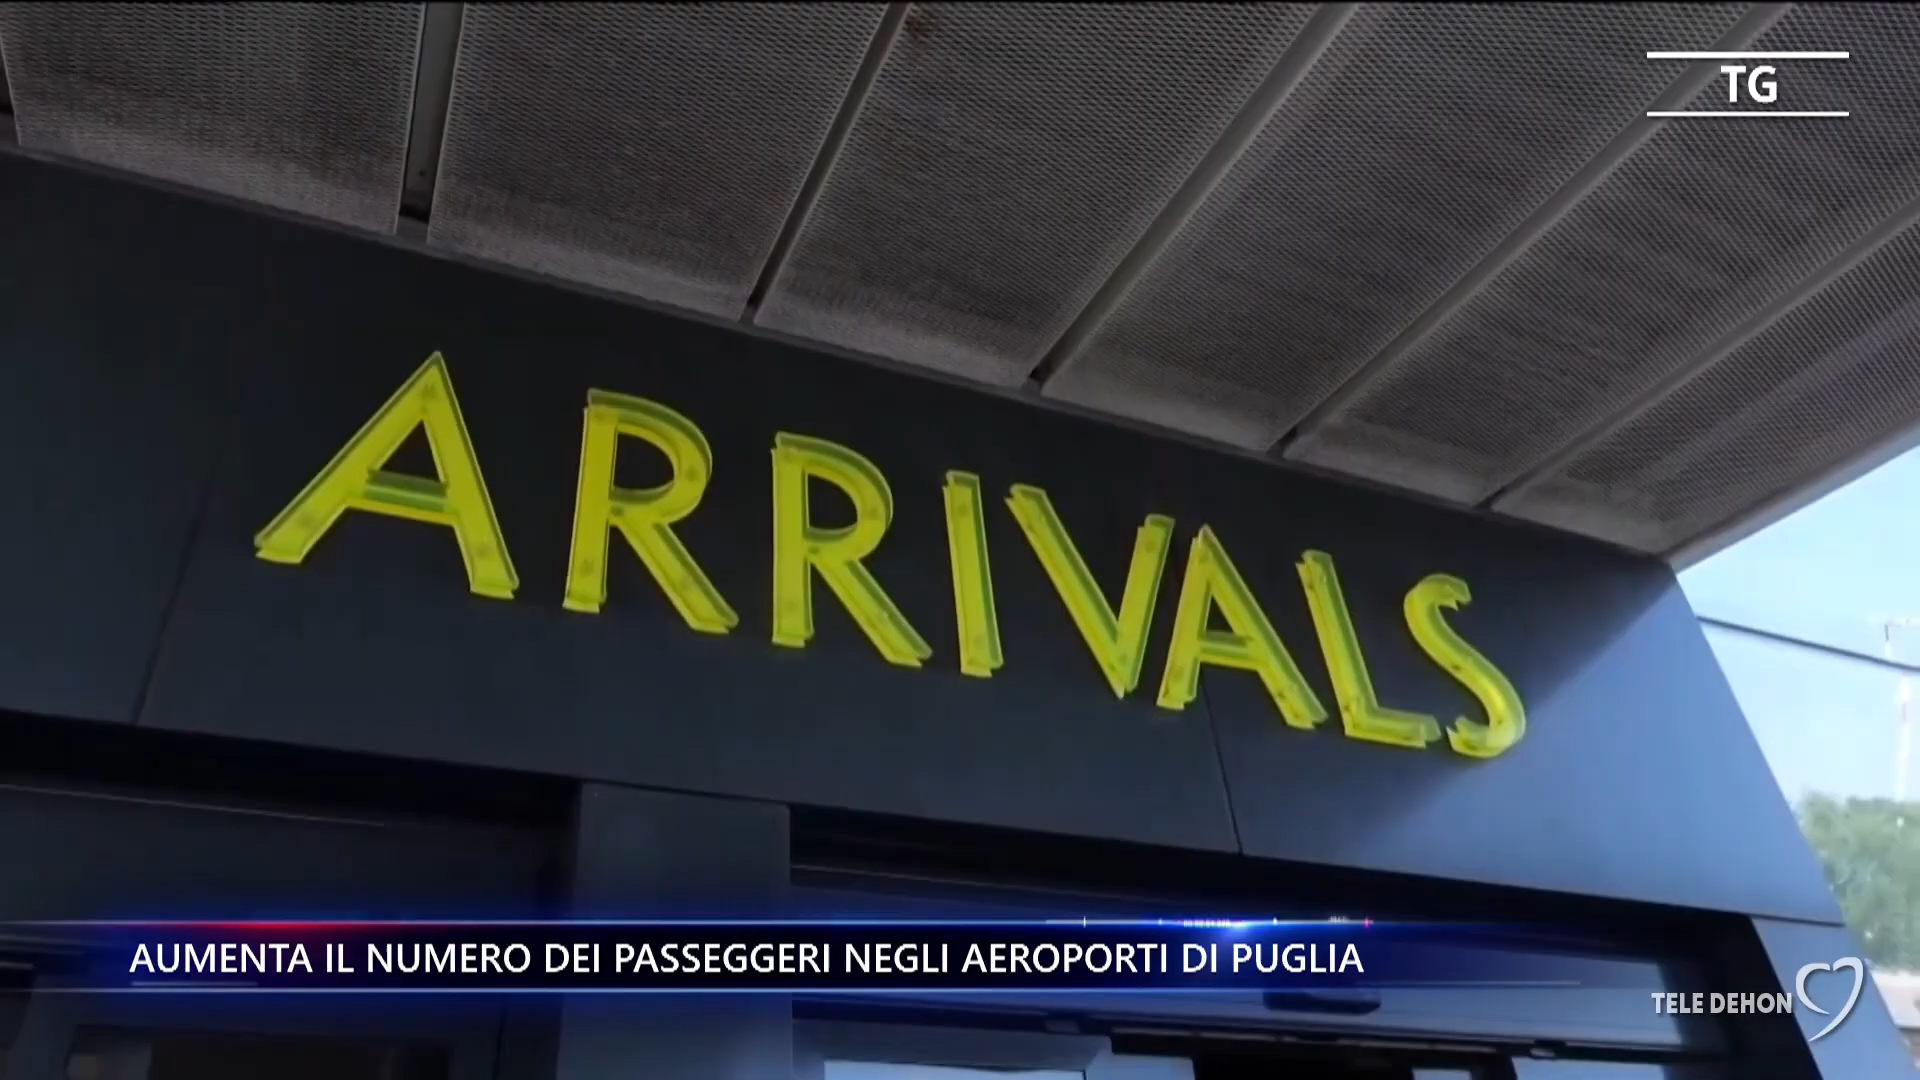 TG
ARRIVALS
AUMENTA IL NUMERO DEI PASSEGGERI NEGLI AEROPORTI DI PUGLIA
TELE DEHON